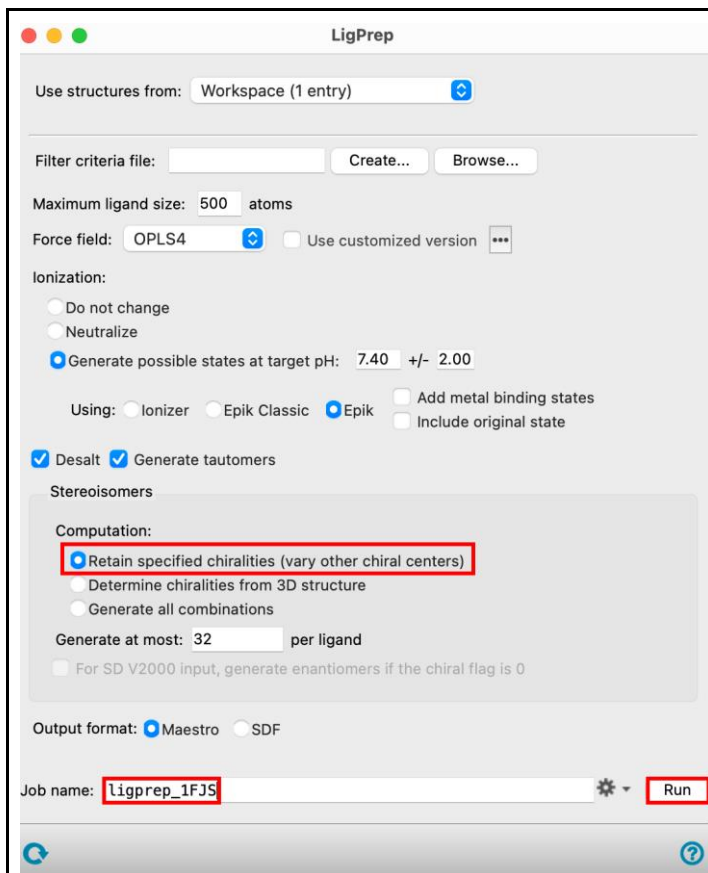 LigPrep
Use structures from: Workspace (1 entry)
Filter criteria file: Create... Browse...
Maximum ligand size: 500 atoms
Force field: OPLS4 Use customized version •••
Ionization:
Do not change
Neutralize
Generate possible states at target pH: 7.40 +/- 2.00
Using: Ionizer Epik Classic Epik Add metal binding states
Include original state
Desalt Generate tautomers
Stereoisomers
Computation:
Retain specified chiralities (vary other chiral centers)
Determine chiralities from 3D structure
Generate all combinations
Generate at most: 32 per ligand
For SD V2000 input, generate enantiomers if the chiral flag is 0
Output format: Maestro SDF
Job name: ligprep_1FJS Run
?